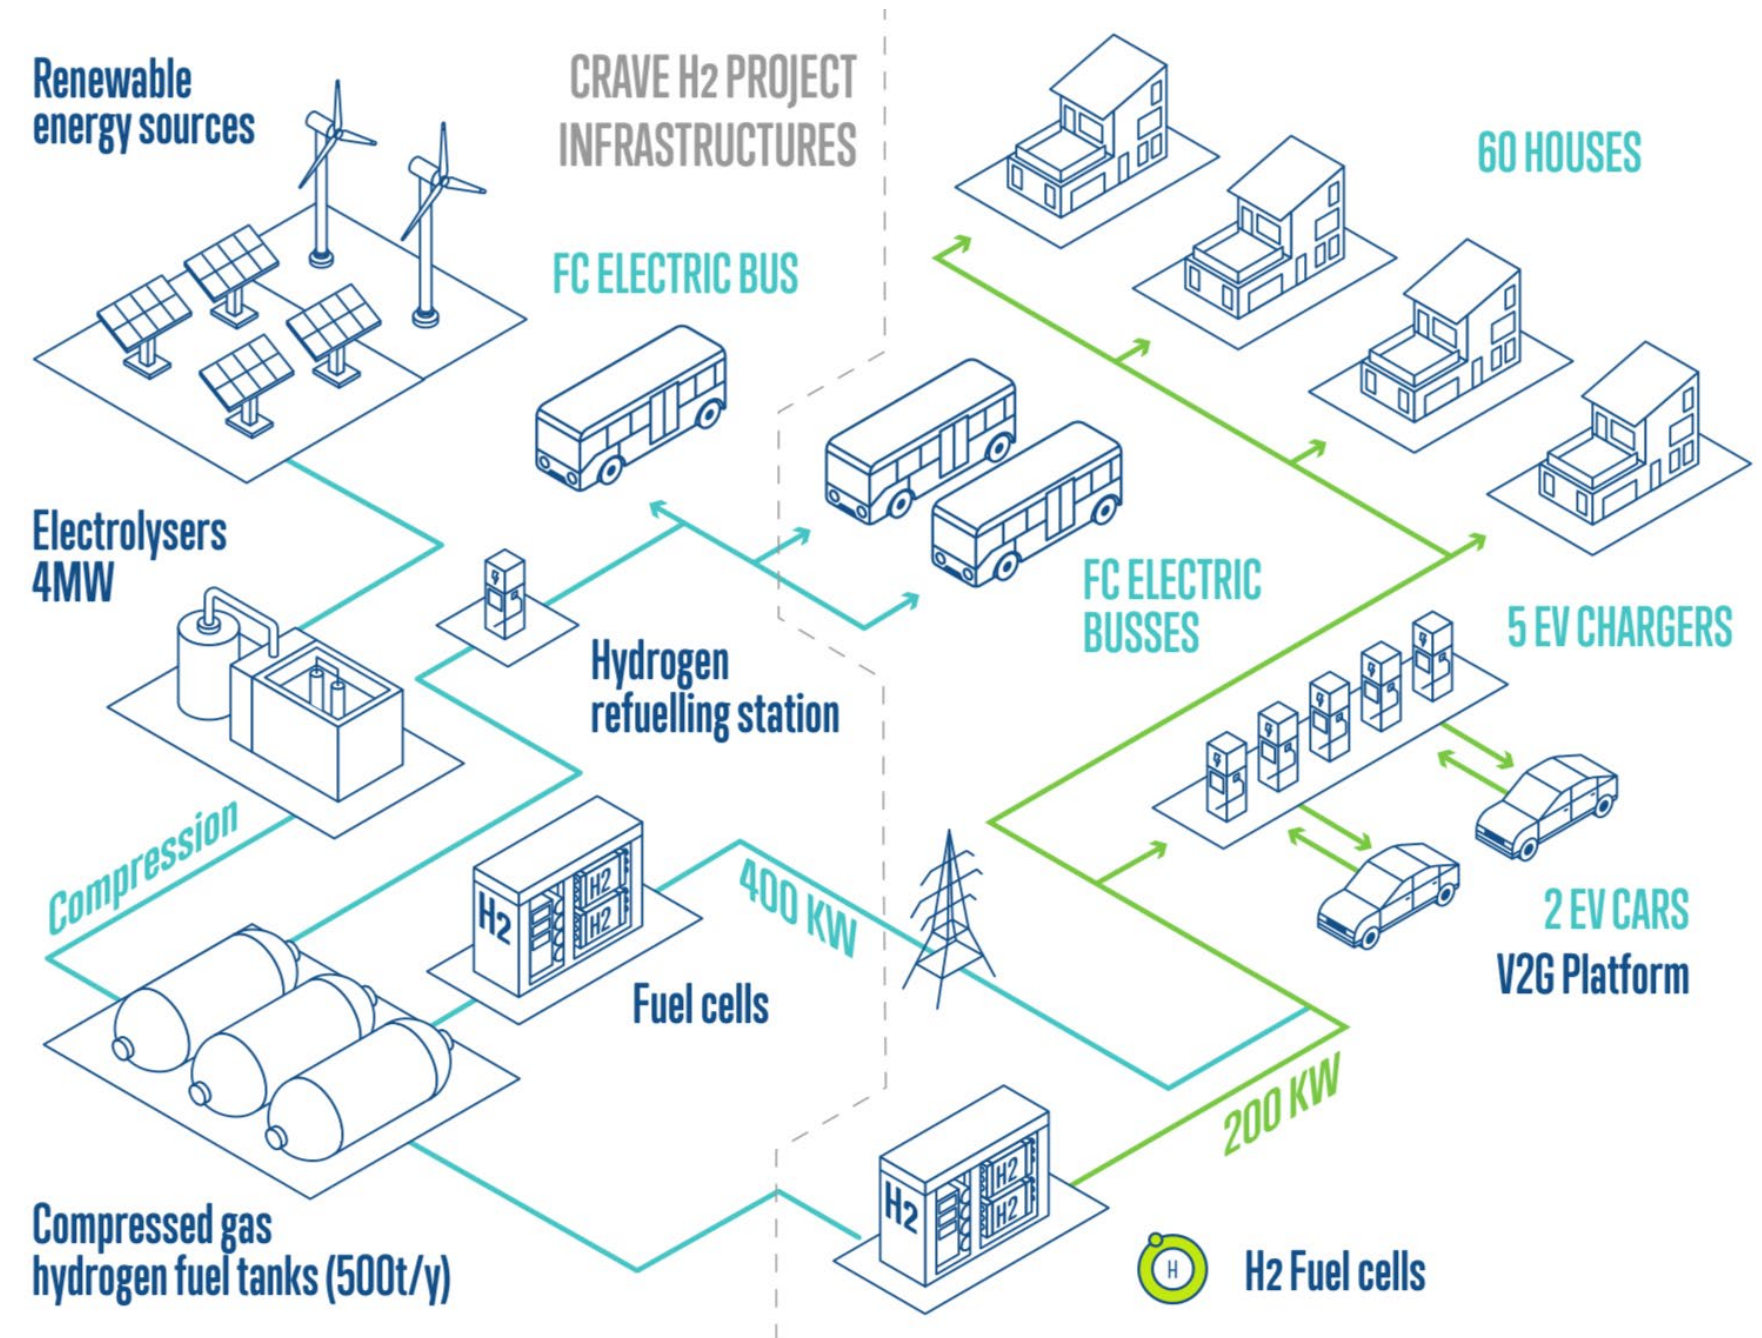 Renewable
energy sources
CRAVE H2 PROJECT
INFRASTRUCTURES
60 HOUSES
FC ELECTRIC BUS
Electrolysers
4MW
FC ELECTRIC
BUSSES
5 EV CHARGERS
Hydrogen
refuelling station
Compression
400 KW
H2
H2
H2
2 EV CARS
V2G Platform
Fuel cells
200 KW
H2
H2
H2
Compressed gas
hydrogen fuel tanks (500t/y)
H
H2 Fuel cells